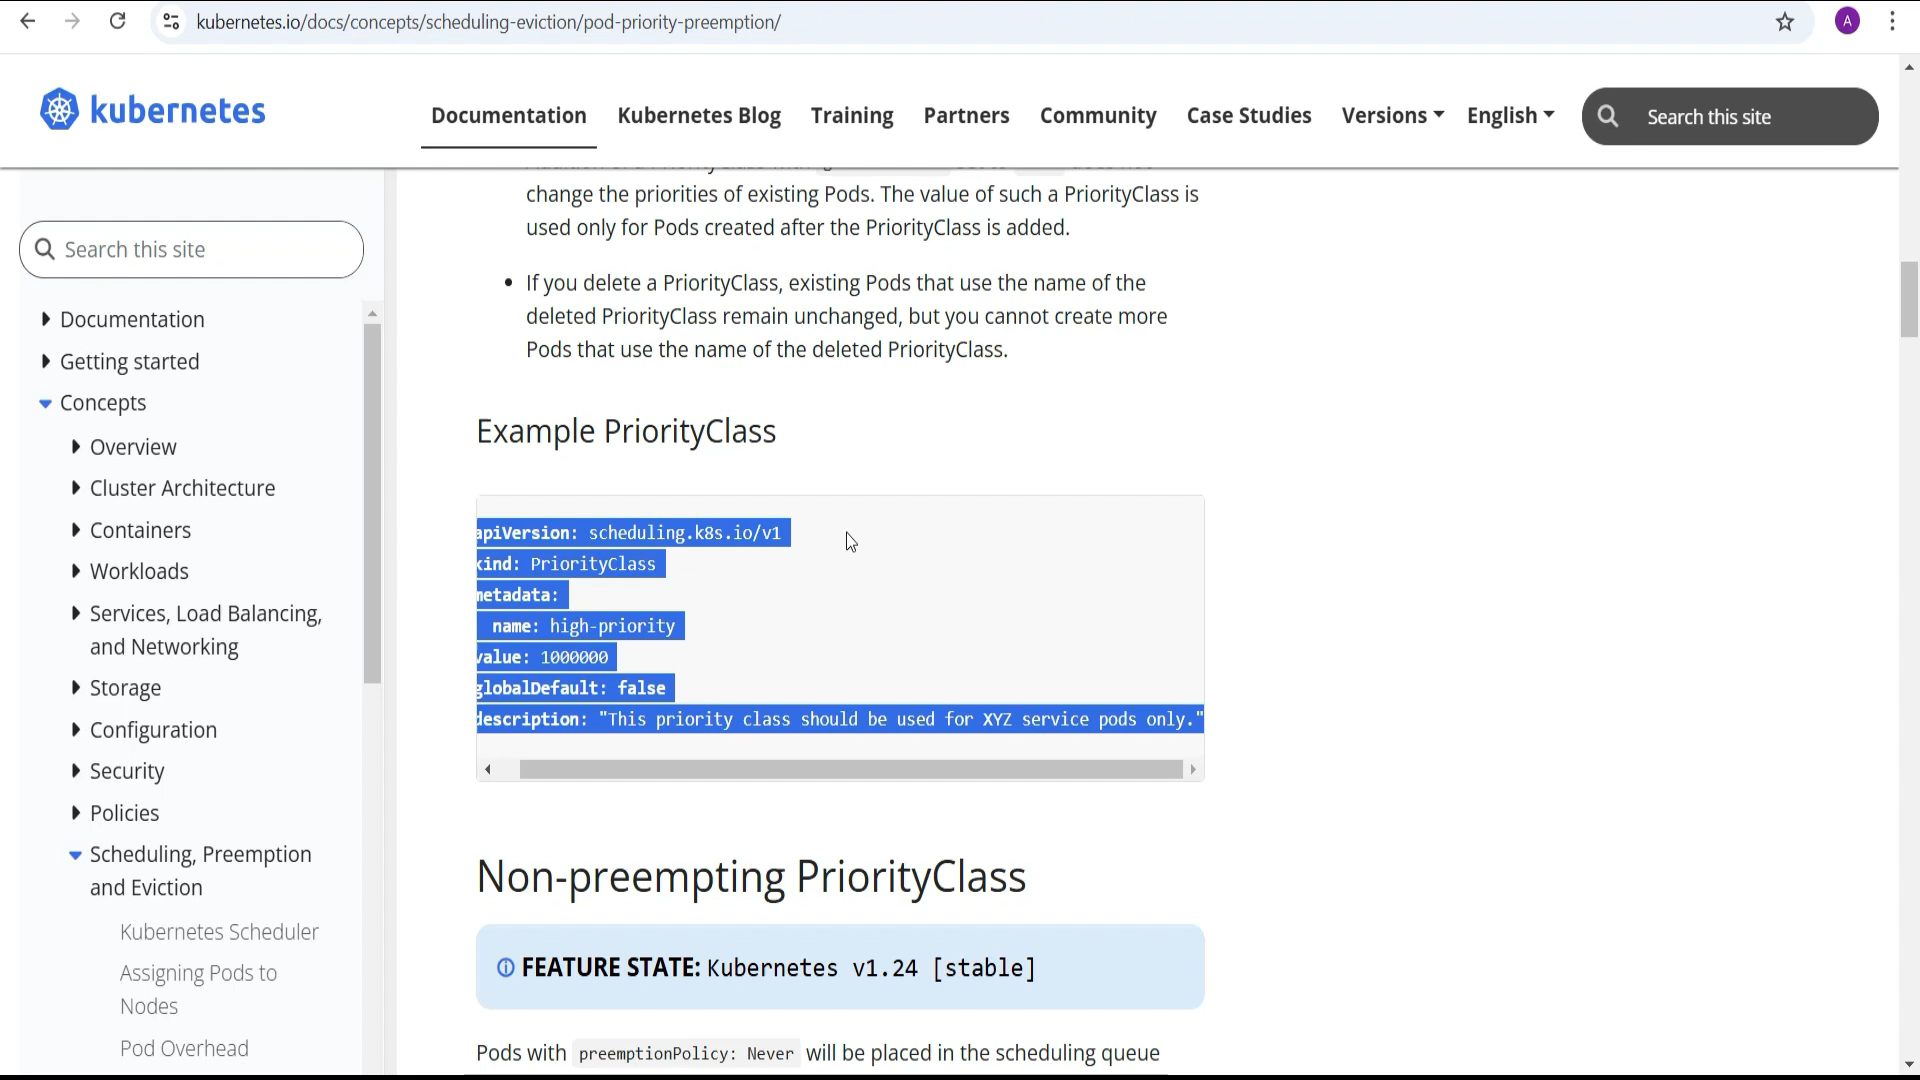 kubernetes.io/docs/concepts/scheduling-eviction/pod-priority-preemption/
A
kubernetes
Documentation
Kubernetes Blog
Training
Partners
Community
Case Studies
Versions
English
Search this site
Search this site
Documentation
Getting started
Concepts
Overview
Cluster Architecture
Containers
Workloads
Services, Load Balancing,
and Networking
Storage
Configuration
Security
Policies
Scheduling, Preemption
and Eviction
Kubernetes Scheduler
Assigning Pods to
Nodes
Pod Overhead
change the priorities of existing Pods. The value of such a PriorityClass is
used only for Pods created after the PriorityClass is added.
• If you delete a PriorityClass, existing Pods that use the name of the
deleted PriorityClass remain unchanged, but you cannot create more
Pods that use the name of the deleted PriorityClass.
Example PriorityClass
apiVersion: scheduling.k8s.io/v1
kind: PriorityClass
metadata:
name: high-priority
value: 1000000
globalDefault: false
description: "This priority class should be used for XYZ service pods only."
Non-preempting PriorityClass
FEATURE STATE: Kubernetes v1.24 [stable]
Pods with preemptionPolicy: Never will be placed in the scheduling queue